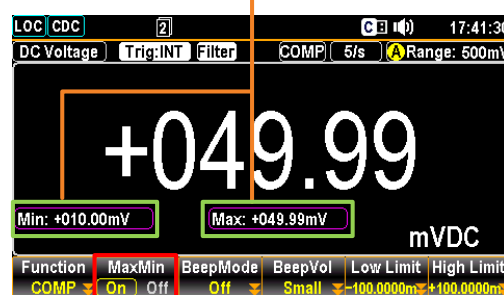 LOC CDC 2 C 17:41:30
DC Voltage Trig:INT Filter COMP 5/s A Range: 500mV
+049.99
Min: +010.00mV Max: +049.99mV
mVDC
Function MaxMin BeepMode BeepVol Low Limit High Limit
COMP On Off Off Small -100.0000m +100.0000m